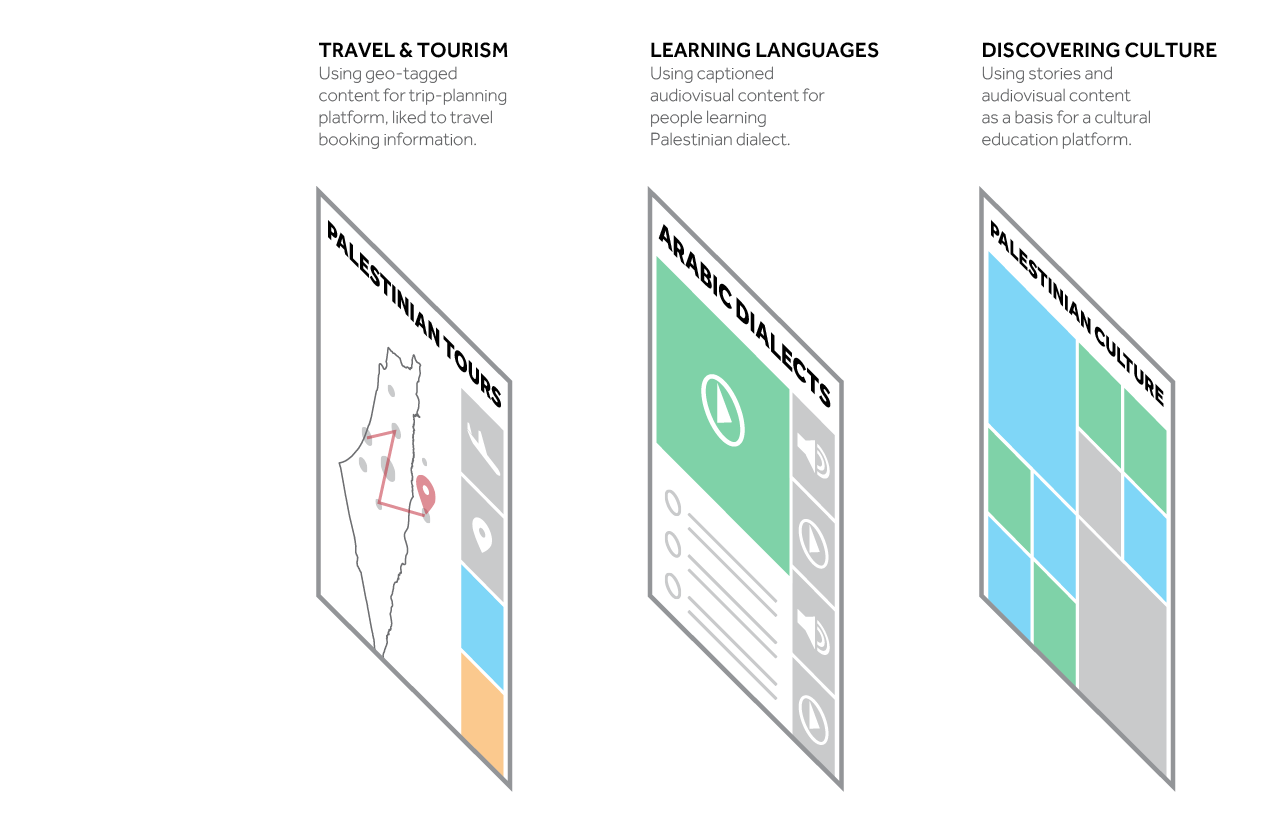 TRAVEL & TOURISM
Using geo-tagged
content for trip-planning
platform, liked to travel
booking information.
PALESTINIAN TOURS
LEARNING LANGUAGES
Using captioned
audiovisual content for
people learning
Palestinian dialect.
ARABIC DIALECTS
DISCOVERING CULTURE
Using stories and
audiovisual content
as a basis for a cultural
education platform.
PALESTINIAN CULTURE